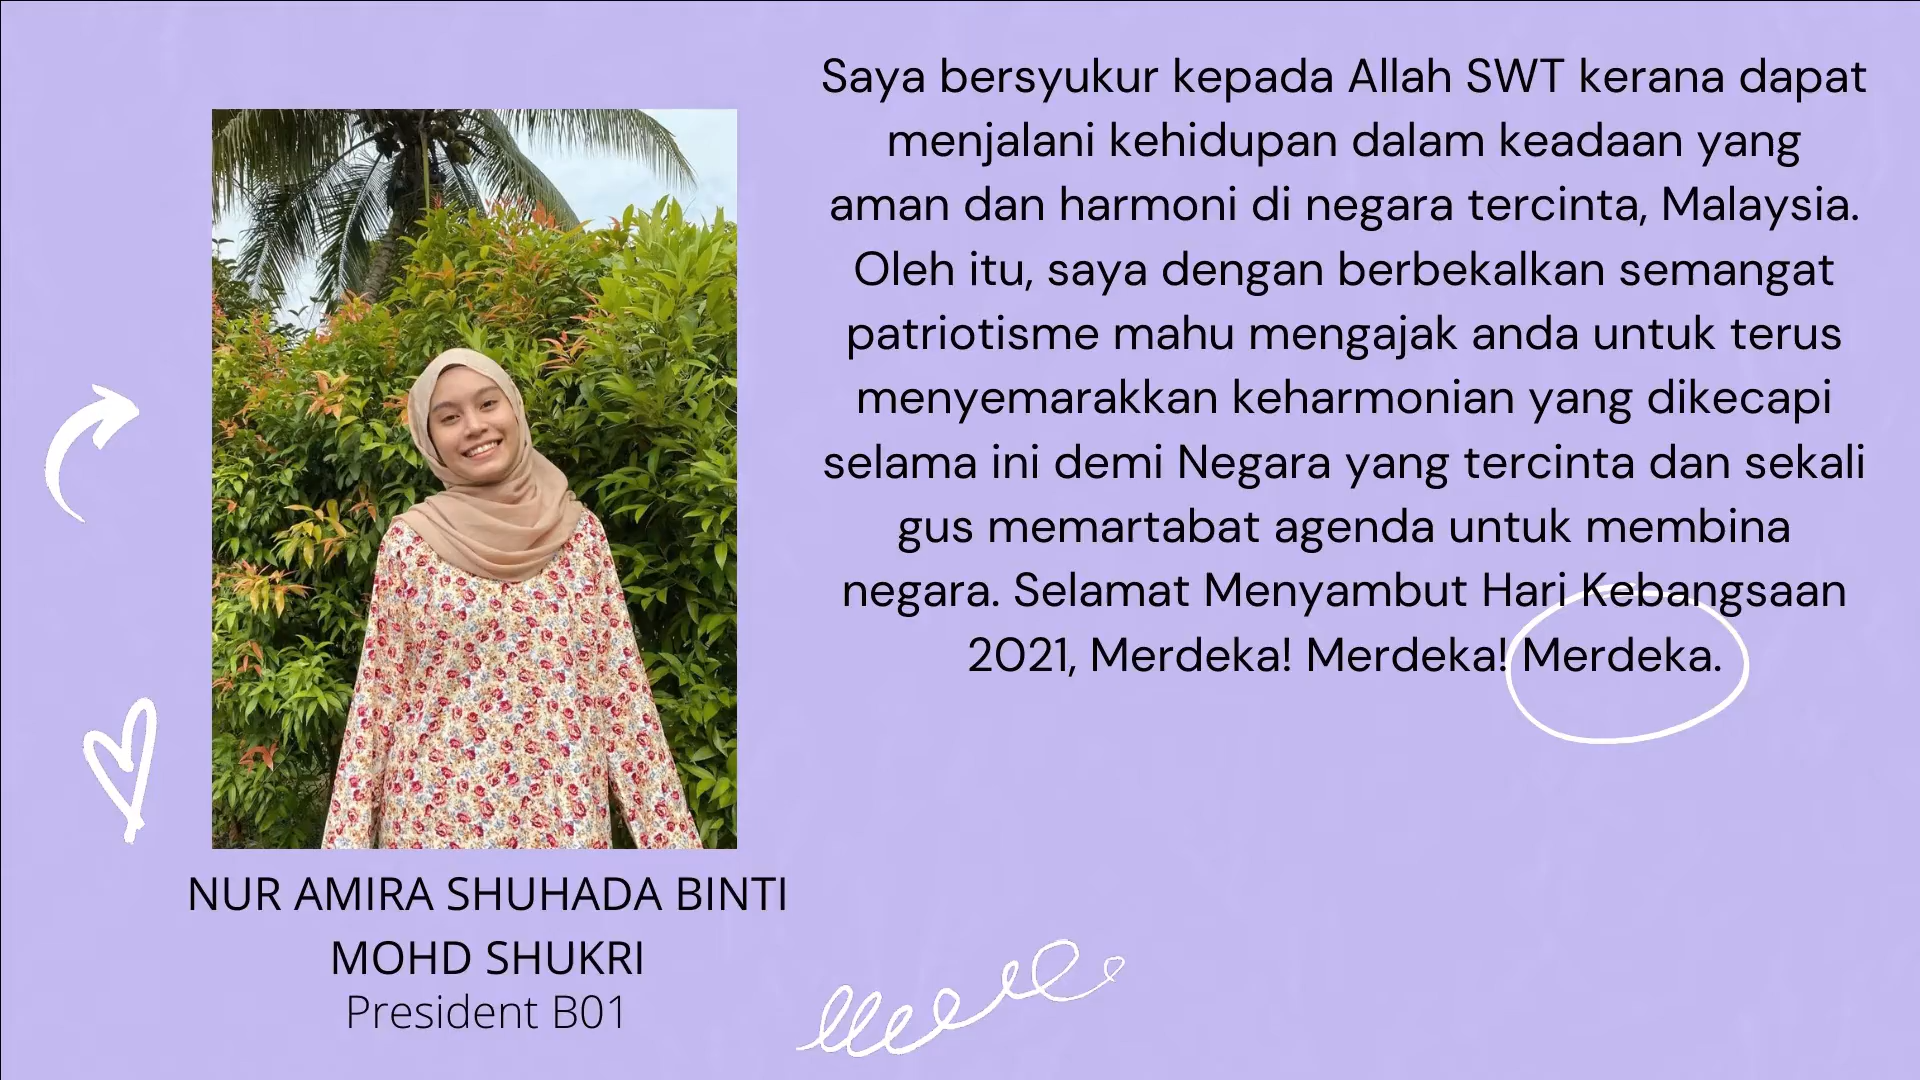 Saya bersyukur kepada Allah SWT kerana dapat
menjalani kehidupan dalam keadaan yang
aman dan harmoni di negara tercinta, Malaysia.
Oleh itu, saya dengan berbekalkan semangat
patriotisme mahu mengajak anda untuk terus
menyemarakkan keharmonian yang dikecapi
selama ini demi Negara yang tercinta dan sekali
gus memartabat agenda untuk membina
negara. Selamat Menyambut Hari Kebangsaan
2021, Merdeka! Merdeka! Merdeka.
NUR AMIRA SHUHADA BINTI
MOHD SHUKRI
President B01